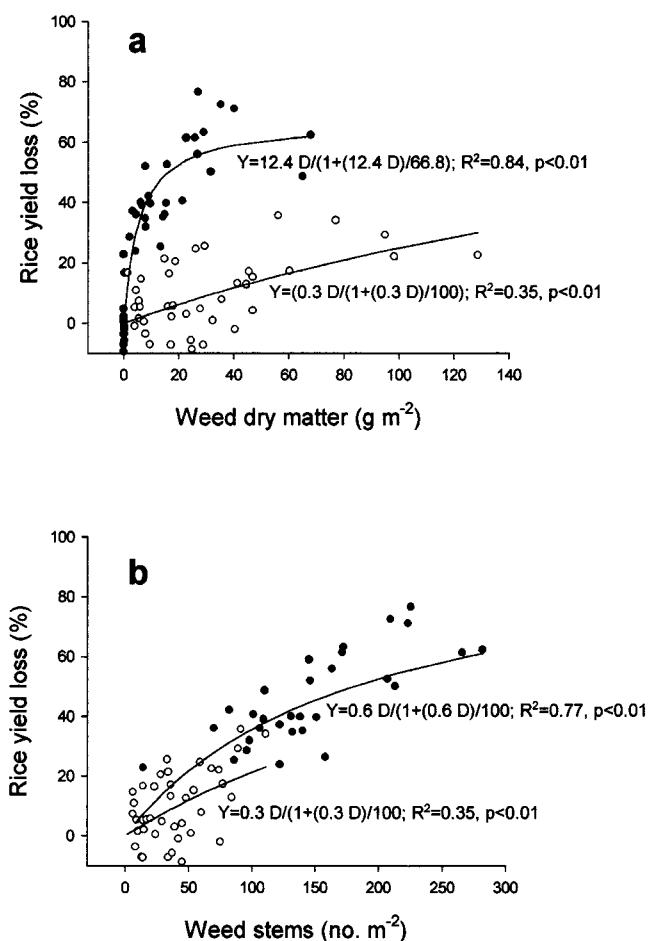 a
100
80
60
40
20
0
Rice yield loss (%)
Y=12.4 D/(1+(12.4 D)/66.8); R²=0.84, p<0.01
Y=(0.3 D/(1+(0.3 D)/100); R²=0.35, p<0.01
0 20 40 60 80 100 120 140
Weed dry matter (g m⁻²)
b
100
80
60
40
20
0
Rice yield loss (%)
Y=0.6 D/(1+(0.6 D)/100; R²=0.77, p<0.01
Y=0.3 D/(1+(0.3 D)/100; R²=0.35, p<0.01
0 50 100 150 200 250 300
Weed stems (no. m⁻²)